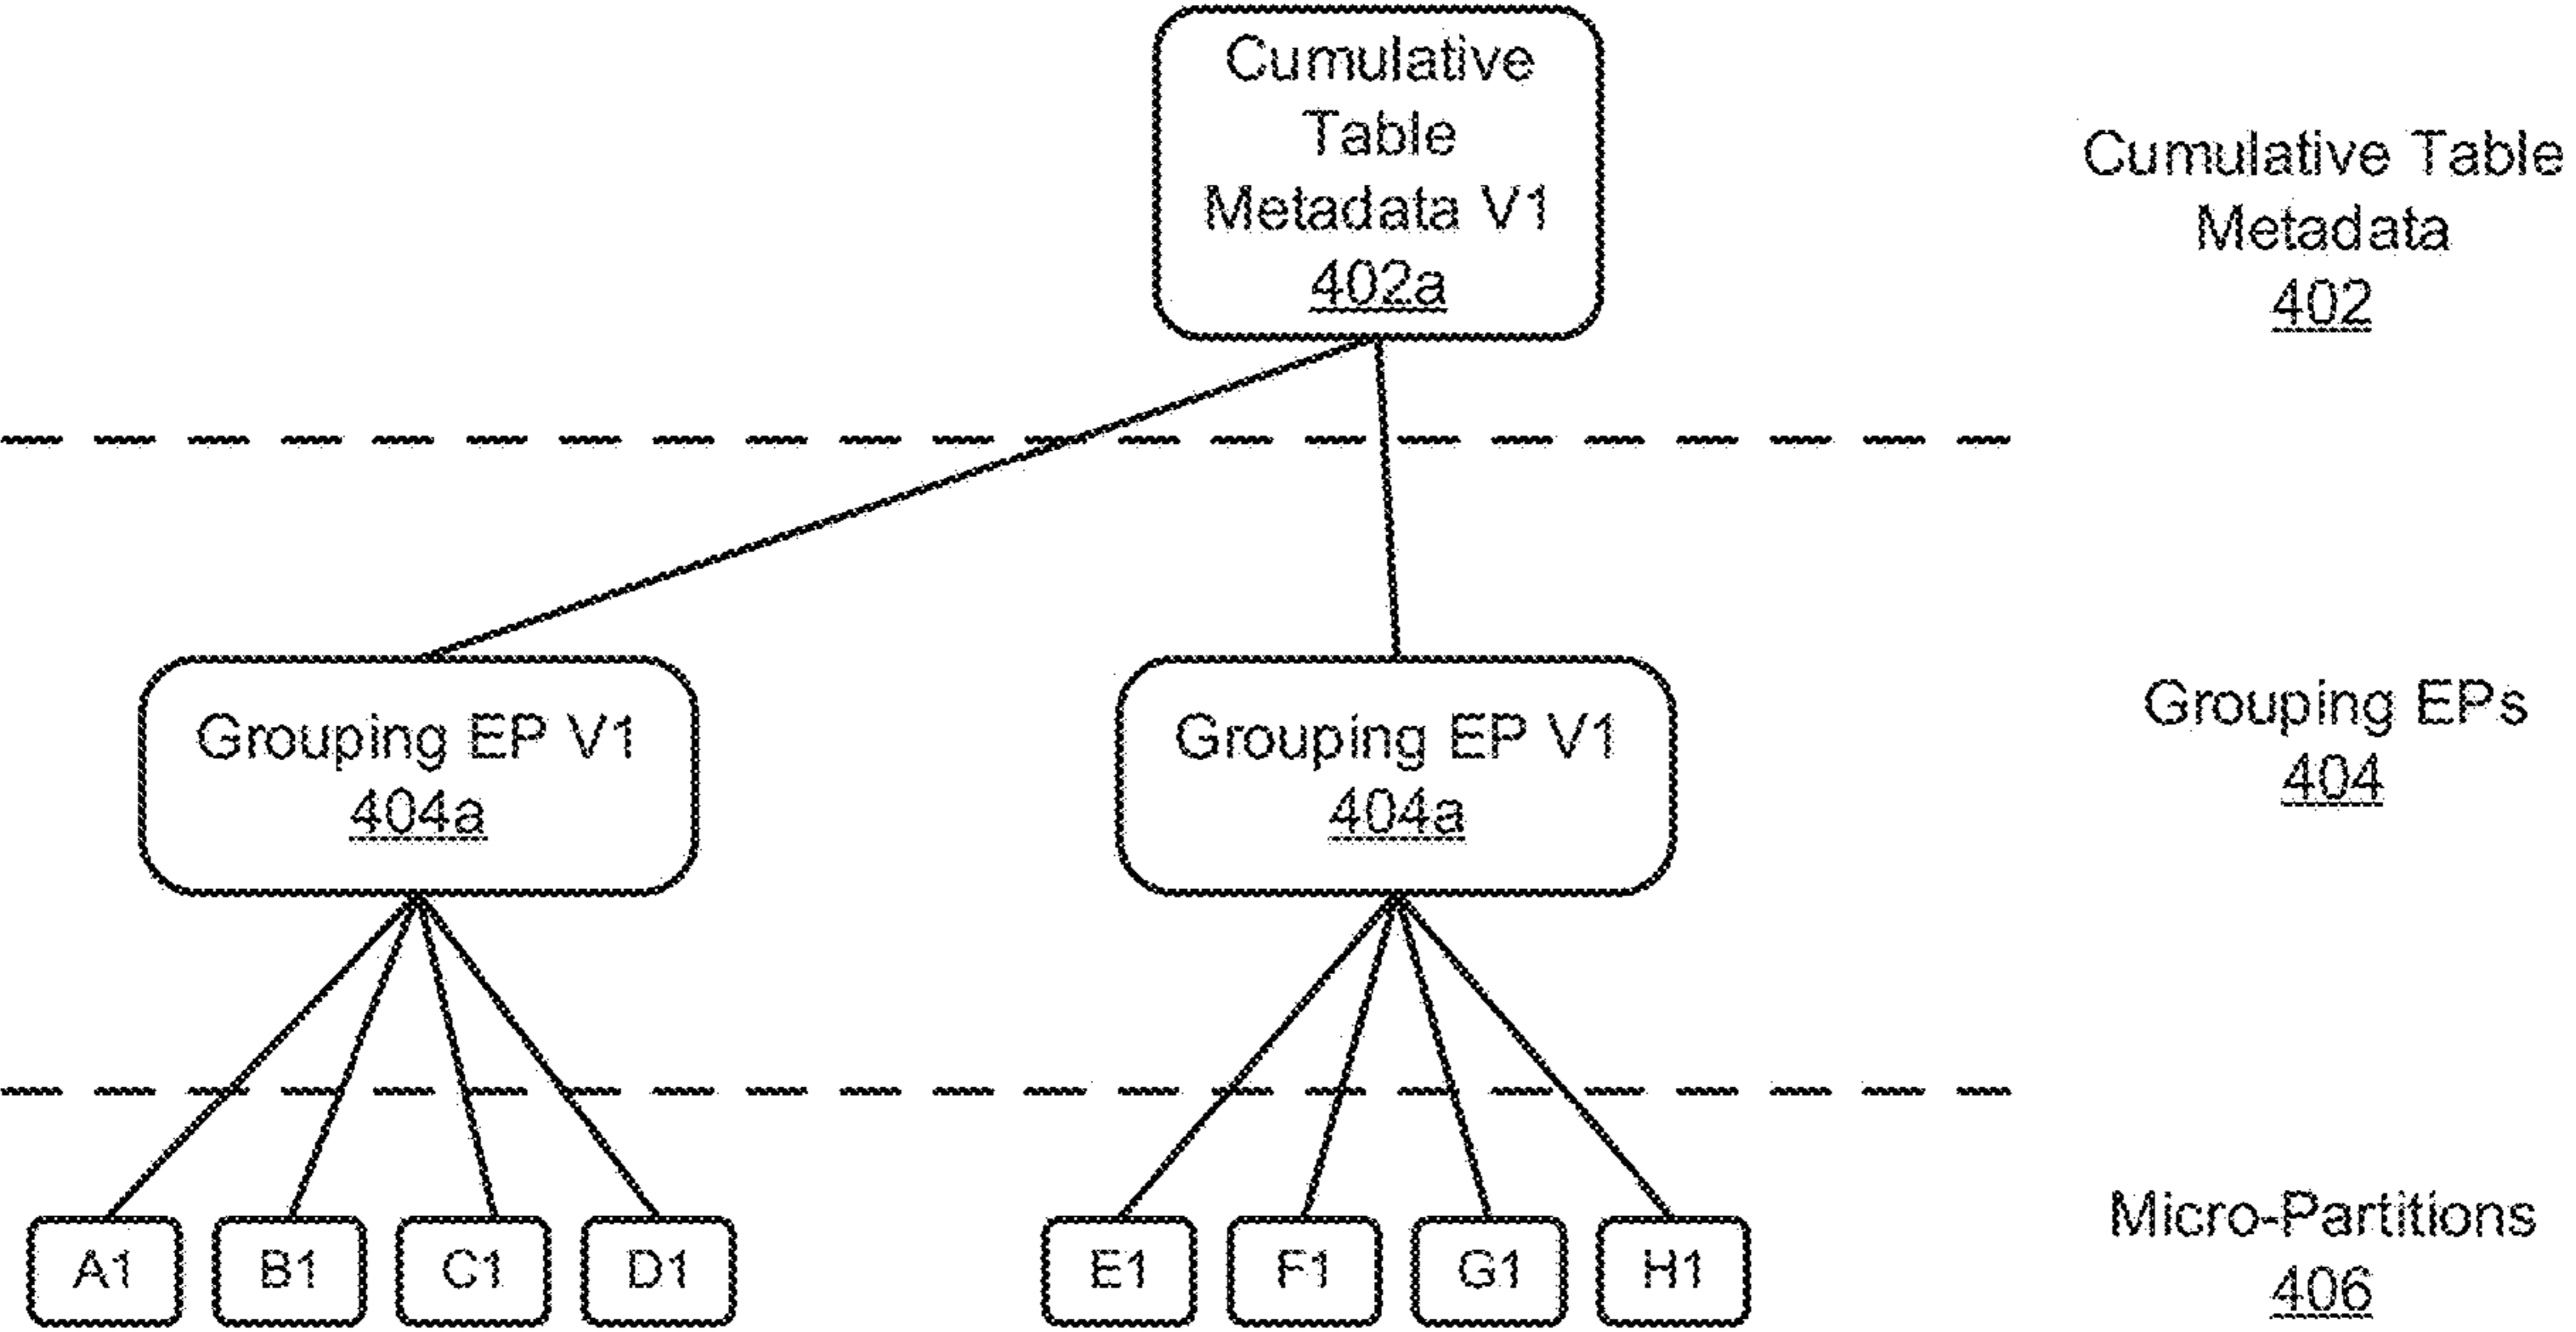 Cumulative
Table
Metadata V1
402a
Cumulative Table
Metadata
402
Grouping EP V1
404a
Grouping EP V1
404a
Grouping EPs
404
A1
B1
C1
D1
E1
F1
G1
H1
Micro-Partitions
406